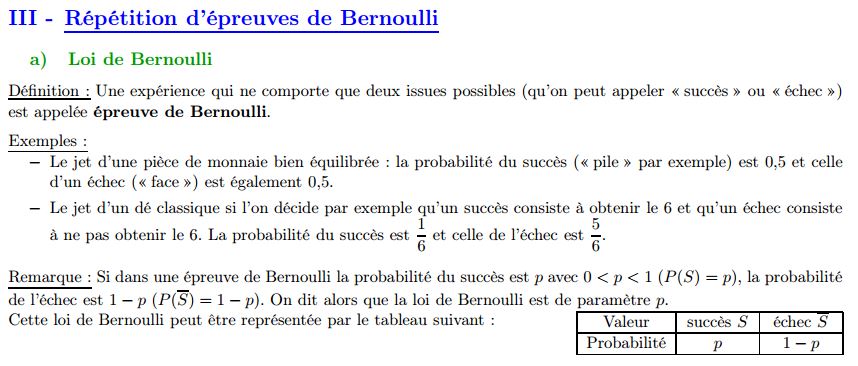 III - Répétition d'épreuves de Bernoulli
a) Loi de Bernoulli
Définition : Une expérience qui ne comporte que deux issues possibles (qu'on peut appeler « succès » ou « échec »)
est appelée épreuve de Bernoulli.
Exemples :
– Le jet d'une pièce de monnaie bien équilibrée : la probabilité du succès (« pile » par exemple) est 0,5 et celle
d'un échec (« face ») est également 0,5.
– Le jet d'un dé classique si l'on décide par exemple qu'un succès consiste à obtenir le 6 et qu'un échec consiste
à ne pas obtenir le 6. La probabilité du succès est 1/6 et celle de l'échec est 5/6.
Remarque : Si dans une épreuve de Bernoulli la probabilité du succès est p avec 0 < p < 1 (P(S) = p), la probabilité
de l'échec est 1 − p (P(S̅) = 1 − p). On dit alors que la loi de Bernoulli est de paramètre p.
Cette loi de Bernoulli peut être représentée par le tableau suivant :
Valeur succès S échec S̅
Probabilité p 1 − p